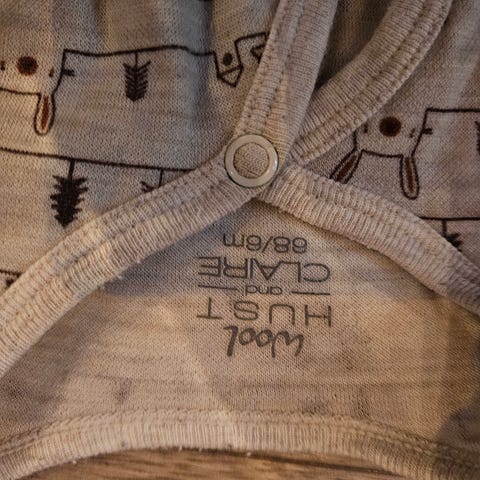 Wool
HUST
and
CLAIRE
68/6m